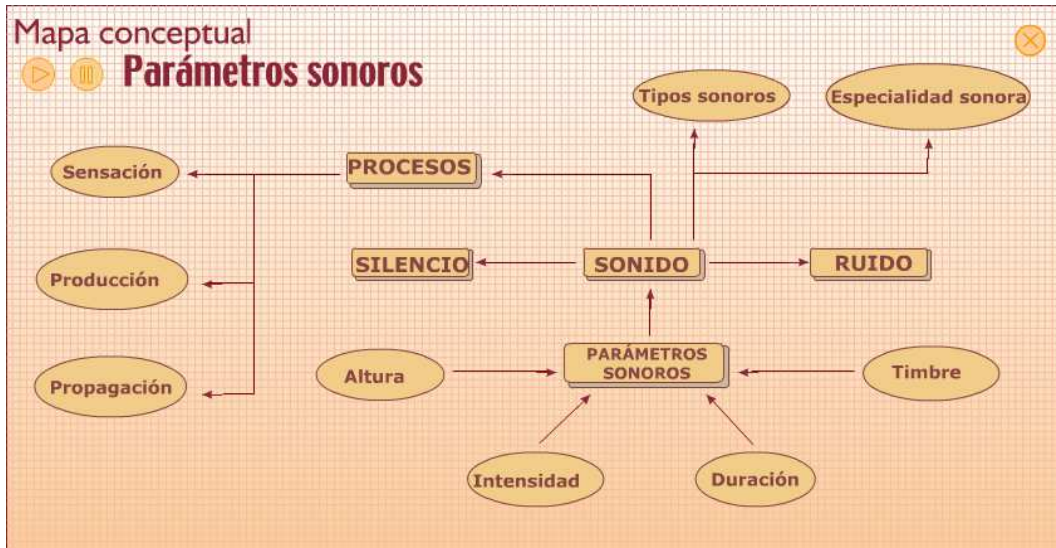 Mapa conceptual
Parámetros sonoros
Tipos sonoros
Especialidad sonora
Sensación
PROCESOS
SILENCIO
SONIDO
RUIDO
Producción
PARÁMETROS
SONOROS
Altura
Timbre
Propagación
Intensidad
Duración